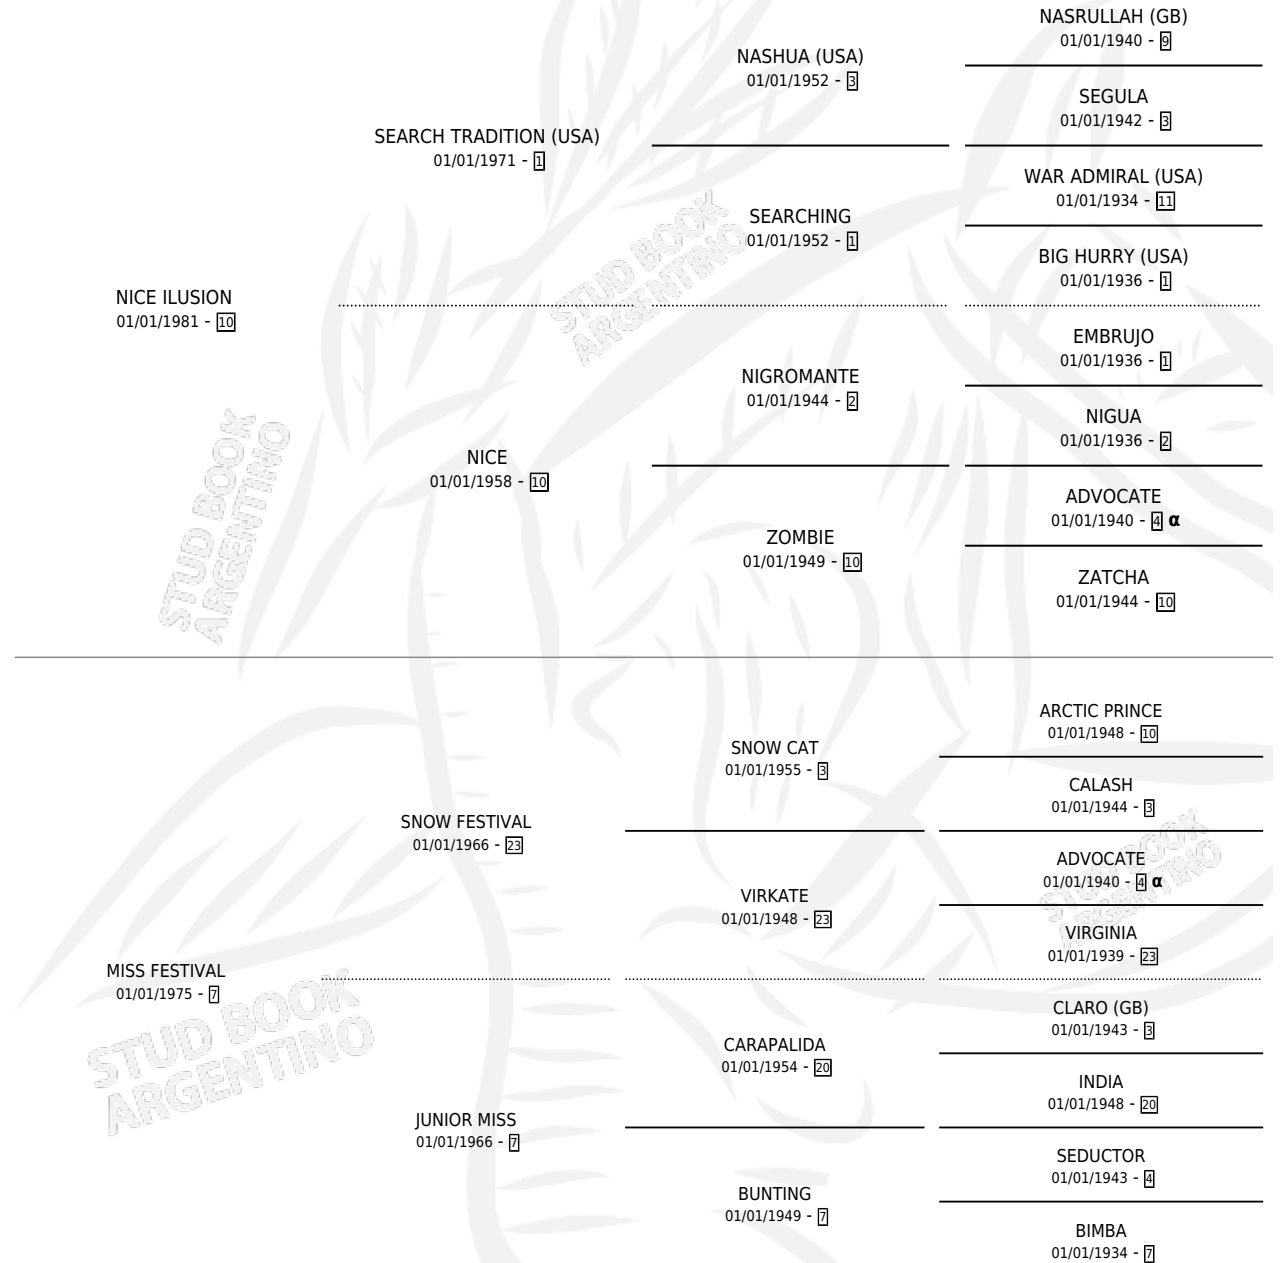 NASRULLAH (GB)
01/01/1940 - 9
NASHUA (USA)
01/01/1952 - 3
SEGULA
01/01/1942 - 3
SEARCH TRADITION (USA)
01/01/1971 - 1
WAR ADMIRAL (USA)
01/01/1934 - 11
SEARCHING
01/01/1952 - 1
BIG HURRY (USA)
01/01/1936 - 1
NICE ILUSION
01/01/1981 - 10
EMBRUJO
01/01/1936 - 1
NIGROMANTE
01/01/1944 - 2
NIGUA
01/01/1936 - 2
NICE
01/01/1958 - 10
ADVOCATE
01/01/1940 - 4 α
ZOMBIE
01/01/1949 - 10
ZATCHA
01/01/1944 - 10
ARCTIC PRINCE
01/01/1948 - 10
SNOW CAT
01/01/1955 - 3
CALASH
01/01/1944 - 3
SNOW FESTIVAL
01/01/1966 - 23
ADVOCATE
01/01/1940 - 4 α
VIRKATE
01/01/1948 - 23
VIRGINIA
01/01/1939 - 23
MISS FESTIVAL
01/01/1975 - 7
CLARO (GB)
01/01/1943 - 3
CARAPALIDA
01/01/1954 - 20
INDIA
01/01/1948 - 20
JUNIOR MISS
01/01/1966 - 7
SEDUCTOR
01/01/1943 - 4
BUNTING
01/01/1949 - 7
BIMBA
01/01/1934 - 7
STUD BOOK
ARGENTINO
STUD BOOK
ARGENTINO
STUD BOOK
ARGENTINO
STUD BOOK
ARGENTINO